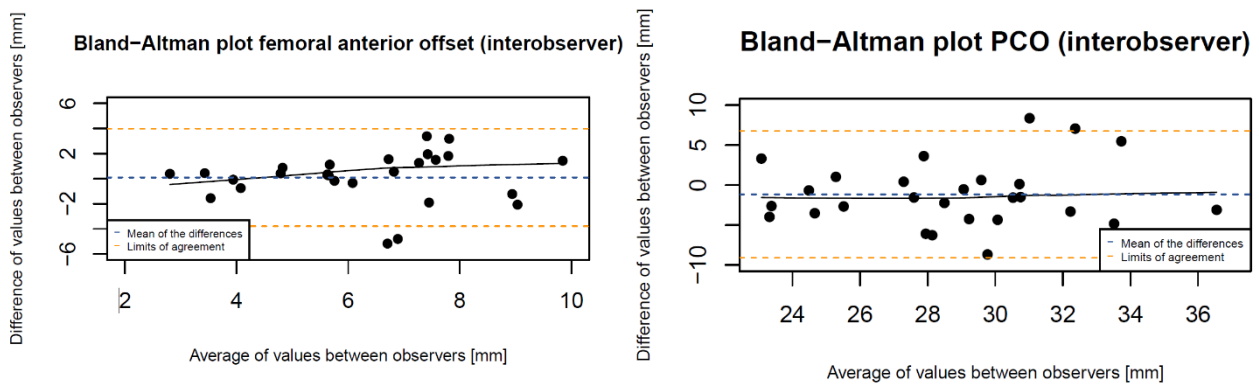 Bland−Altman plot femoral anterior offset (interobserver)
Difference of values between observers [mm]
6
2
−2
−6
Mean of the differences
Limits of agreement
2 4 6 8 10
Average of values between observers [mm]
Bland−Altman plot PCO (interobserver)
Difference of values between observers [mm]
10
5
0
−10
Mean of the differences
Limits of agreement
24 26 28 30 32 34 36
Average of values between observers [mm]